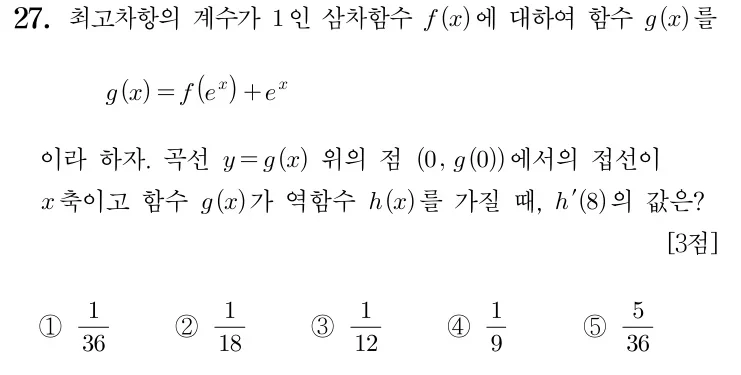 27. 최고차항의 계수가 1인 삼차함수 f(x)에 대하여 함수 g(x)를
g(x)=f(e^x)+e^x
이라 하자. 곡선 y=g(x) 위의 점 (0, g(0))에서의 접선이
x축이고 함수 g(x)가 역함수 h(x)를 가질 때, h′(8)의 값은?
[3점]
① 1/36 ② 1/18 ③ 1/12 ④ 1/9 ⑤ 5/36